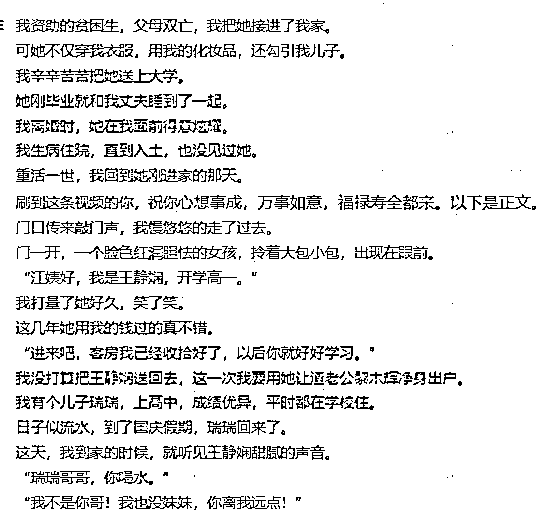 我资助的贫困生，父母双亡，我把她接进了我家。
可她不仅穿我衣服，用我的化妆品，还勾引我儿子。
我辛辛苦苦把她送上大学。
她刚毕业就和我丈夫睡到了一起。
我离婚时，她在我面前得意炫耀。
我生病住院，直到入土，也没见过她。
重活一世，我回到她刚进家的那天。
刷到这条视频的你，祝你心想事成，万事如意，福禄寿全都来。以下是正文。
门口传来敲门声，我慢悠悠的走了过去。
门一开，一个脸色红润胆怯的女孩，拎着大包小包，出现在眼前。
“江姨好，我是王静娴，开学高一。”
我打量了她好久，笑了笑。
这几年她用我的钱过的真不错。
“进来吧，客房我已经收拾好了，以后你就好好学习。”
我没打算把王静娴送回去，这一次我要用她让渣老公黎木辉净身出户。
我有个儿子瑞瑞，上高中，成绩优异，平时都在学校住。
日子似流水，到了国庆假期，瑞瑞回来了。
这天，我到家的时候，就听见王静娴甜腻的声音。
“瑞瑞哥哥，你喝水。”
“我不是你哥！我也没妹妹，你离我远点！”